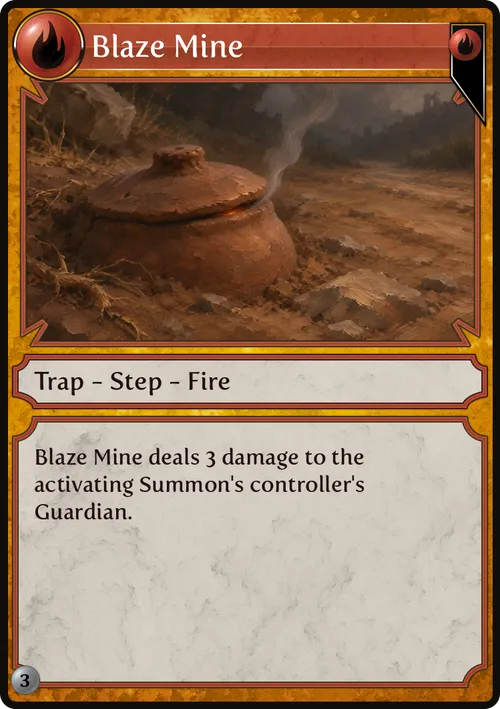 Blaze Mine
Trap - Step - Fire
Blaze Mine deals 3 damage to the
activating Summon's controller's
Guardian.
3